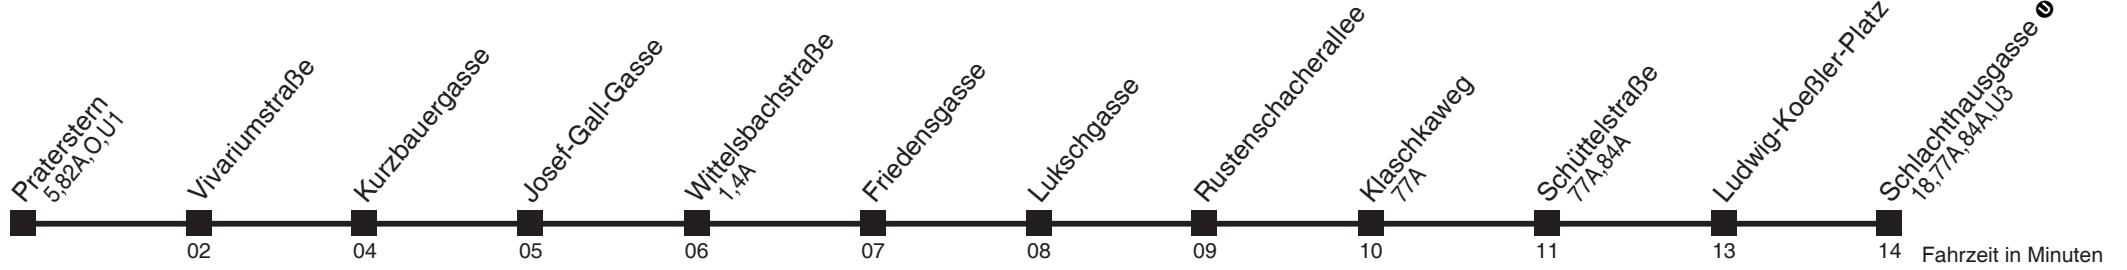 Praterstern
5,82A,O,U1
Vivariumstraße
Kurzbauergasse
Josef-Gall-Gasse
Wittelsbachstraße
1,4A
Friedensgasse
Lukschgasse
Rustenschacherallee
Klaschkaweg
77A
Schüttelstraße
77A,84A
Ludwig-Koeßler-Platz
Schlachthausgasse U
18,77A,84A,U3
02 04 05 06 07 08 09 10 11 13 14 Fahrzeit in Minuten